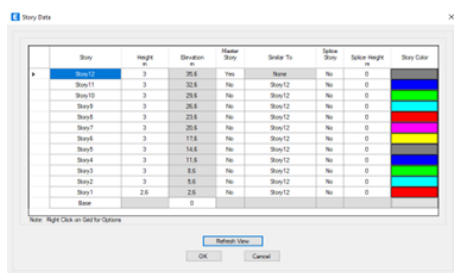 Story Data
Story Height m Elevation m Master Story Similar To Splice Story Splice Height m Story Color
Story12 3 35.6 Yes None No 0
Story11 3 32.6 No Story12 No 0
Story10 3 29.6 No Story12 No 0
Story9 3 26.6 No Story12 No 0
Story8 3 23.6 No Story12 No 0
Story7 3 20.6 No Story12 No 0
Story6 3 17.6 No Story12 No 0
Story5 3 14.6 No Story12 No 0
Story4 3 11.6 No Story12 No 0
Story3 3 8.6 No Story12 No 0
Story2 3 5.6 No Story12 No 0
Story1 2.6 2.6 No Story12 No 0
Base 0
Note: Right Click on Grid for Options
Refresh View
OK Cancel